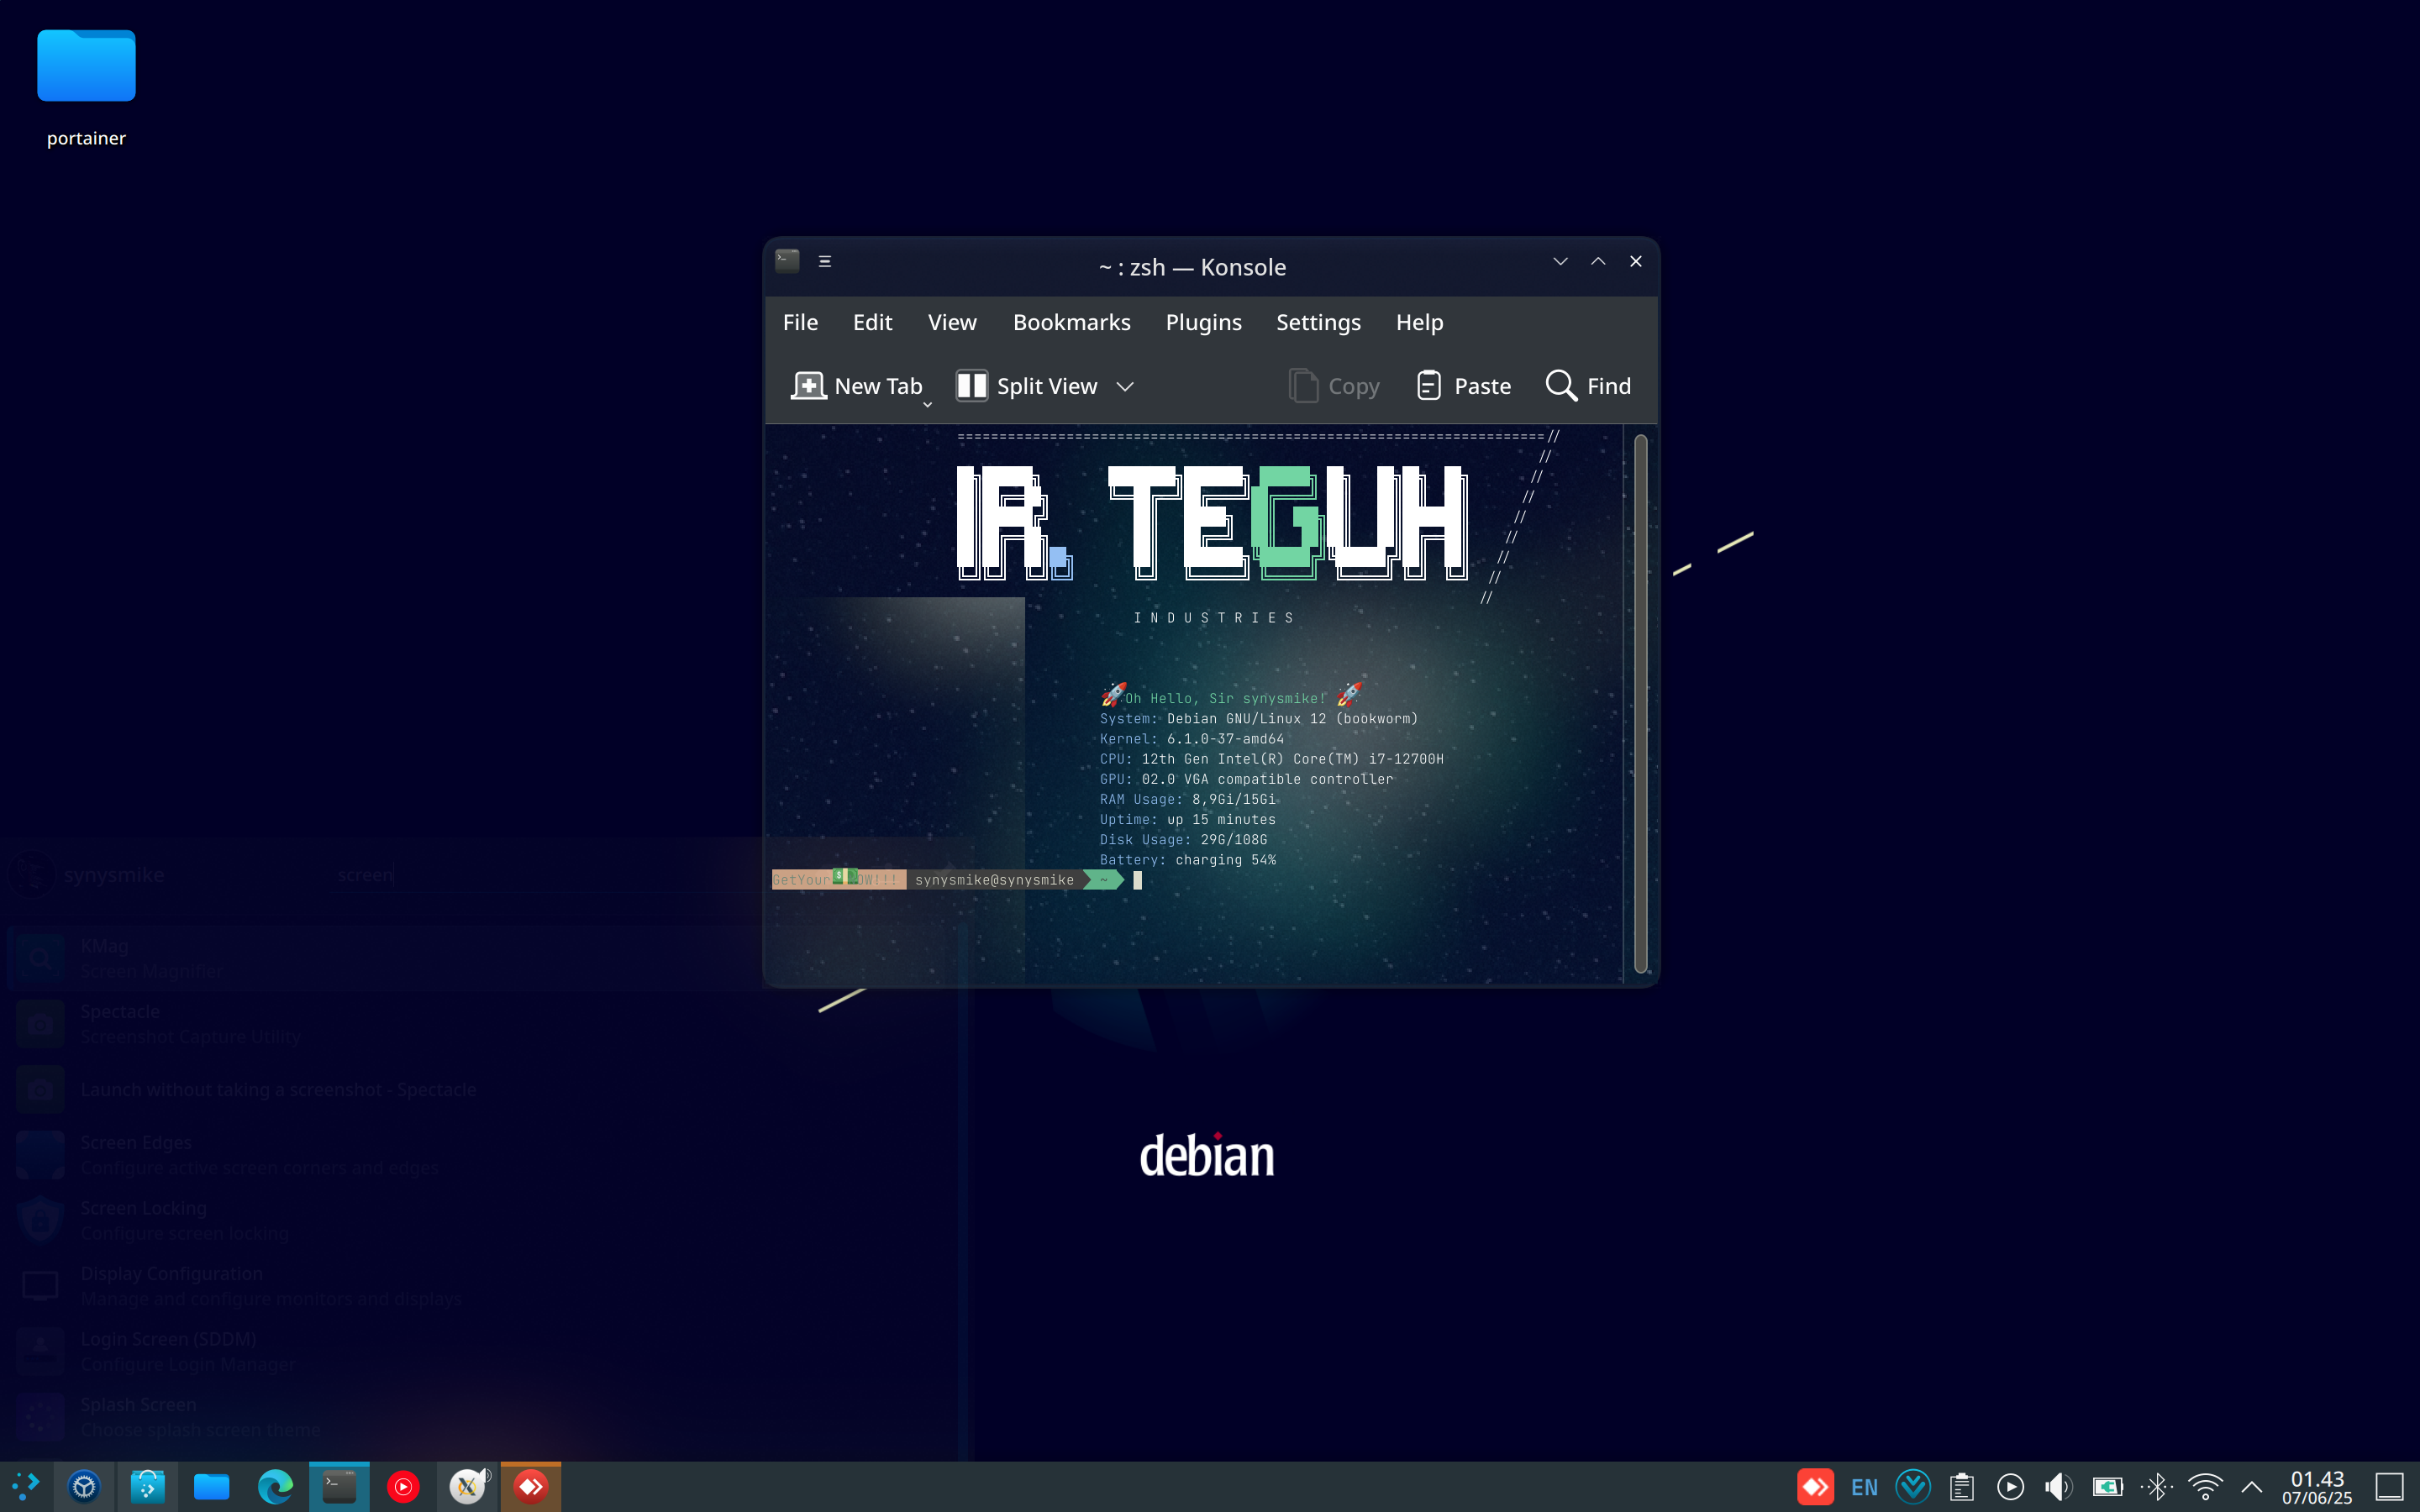 portainer
~ : zsh — Konsole
File Edit View Bookmarks Plugins Settings Help
New Tab Split View Copy Paste Find
======================================================================//
//
//
//
//
//
//
//
//
IR. TEGUH
INDUSTRIES
🚀Oh Hello, Sir synysmike! 🚀
System: Debian GNU/Linux 12 (bookworm)
Kernel: 6.1.0-37-amd64
CPU: 12th Gen Intel(R) Core(TM) i7-12700H
GPU: 02.0 VGA compatible controller
RAM Usage: 8,9Gi/15Gi
Uptime: up 15 minutes
Disk Usage: 29G/108G
Battery: charging 54%
GetYour💵OW!!! synysmike@synysmike ~
synysmike screen
KMag
Screen Magnifier
Spectacle
Screenshot Capture Utility
Launch without taking a screenshot - Spectacle
Screen Edges
Configure active screen corners and edges
Screen Locking
Configure screen locking
Display Configuration
Manage and configure monitors and displays
Login Screen (SDDM)
Configure Login Manager
Splash Screen
Choose splash screen theme
debian
EN
01.43
07/06/25